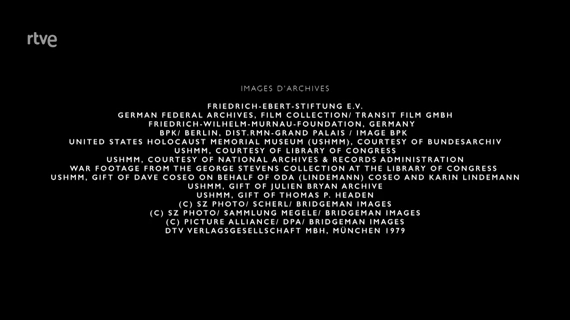 rtve
IMAGES D'ARCHIVES
FRIEDRICH-EBERT-STIFTUNG E.V.
GERMAN FEDERAL ARCHIVES, FILM COLLECTION/ TRANSIT FILM GMBH
FRIEDRICH-WILHELM-MURNAU-FOUNDATION, GERMANY
BPK/ BERLIN, DIST.RMN-GRAND PALAIS / IMAGE BPK
UNITED STATES HOLOCAUST MEMORIAL MUSEUM (USHMM), COURTESY OF BUNDESARCHIV
USHMM, COURTESY OF LIBRARY OF CONGRESS
USHMM, COURTESY OF NATIONAL ARCHIVES & RECORDS ADMINISTRATION
WAR FOOTAGE FROM THE GEORGE STEVENS COLLECTION AT THE LIBRARY OF CONGRESS
USHMM, GIFT OF DAVE COSEO ON BEHALF OF ODA (LINDEMANN) COSEO AND KARIN LINDEMANN
USHMM, GIFT OF JULIEN BRYAN ARCHIVE
USHMM, GIFT OF THOMAS P. HEADEN
(C) SZ PHOTO/ SCHERL/ BRIDGEMAN IMAGES
(C) SZ PHOTO/ SAMMLUNG MEGELE/ BRIDGEMAN IMAGES
(C) PICTURE ALLIANCE/ DPA/ BRIDGEMAN IMAGES
DTV VERLAGSGESELLSCHAFT MBH, MÜNCHEN 1979